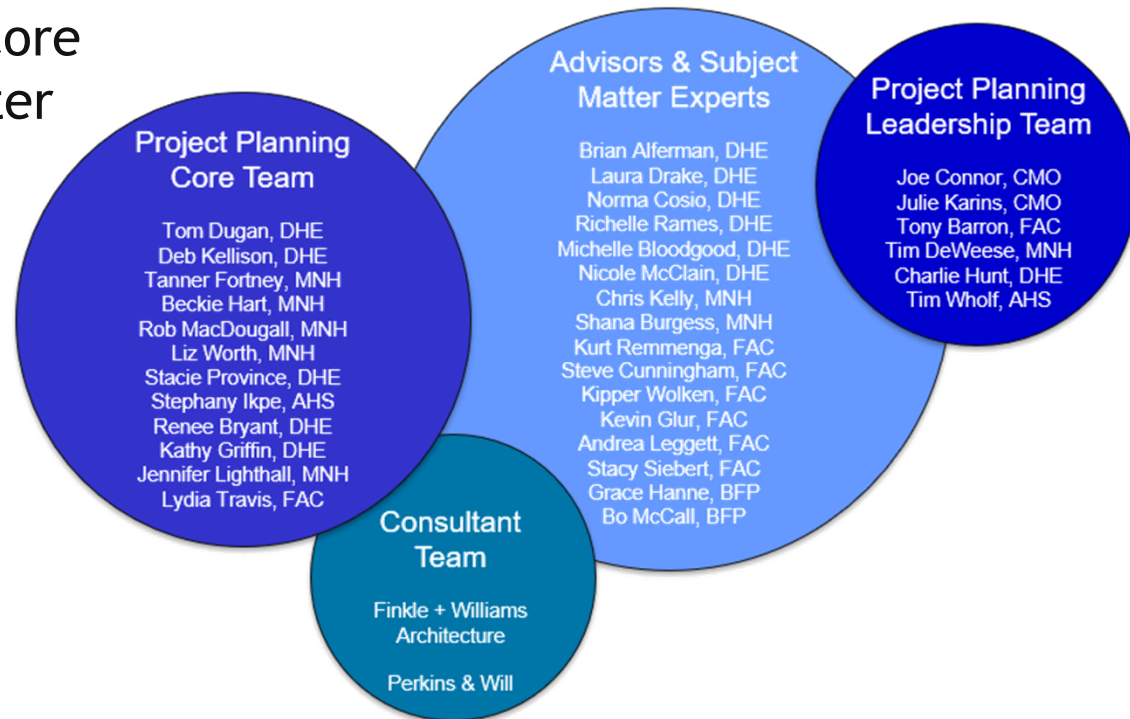 ore
ter
Project Planning
Core Team
Tom Dugan, DHE
Deb Kellison, DHE
Tanner Fortney, MNH
Beckie Hart, MNH
Rob MacDougall, MNH
Liz Worth, MNH
Stacie Province, DHE
Stephany Ikpe, AHS
Renee Bryant, DHE
Kathy Griffin, DHE
Jennifer Lighthall, MNH
Lydia Travis, FAC
Advisors & Subject
Matter Experts
Brian Alferman, DHE
Laura Drake, DHE
Norma Cosio, DHE
Richelle Rames, DHE
Michelle Bloodgood, DHE
Nicole McClain, DHE
Chris Kelly, MNH
Shana Burgess, MNH
Kurt Remmenga, FAC
Steve Cunningham, FAC
Kipper Wolken, FAC
Kevin Glur, FAC
Andrea Leggett, FAC
Stacy Siebert, FAC
Grace Hanne, BFP
Bo McCall, BFP
Project Planning
Leadership Team
Joe Connor, CMO
Julie Karins, CMO
Tony Barron, FAC
Tim DeWeese, MNH
Charlie Hunt, DHE
Tim Wholf, AHS
Consultant
Team
Finkle + Williams
Architecture
Perkins & Will